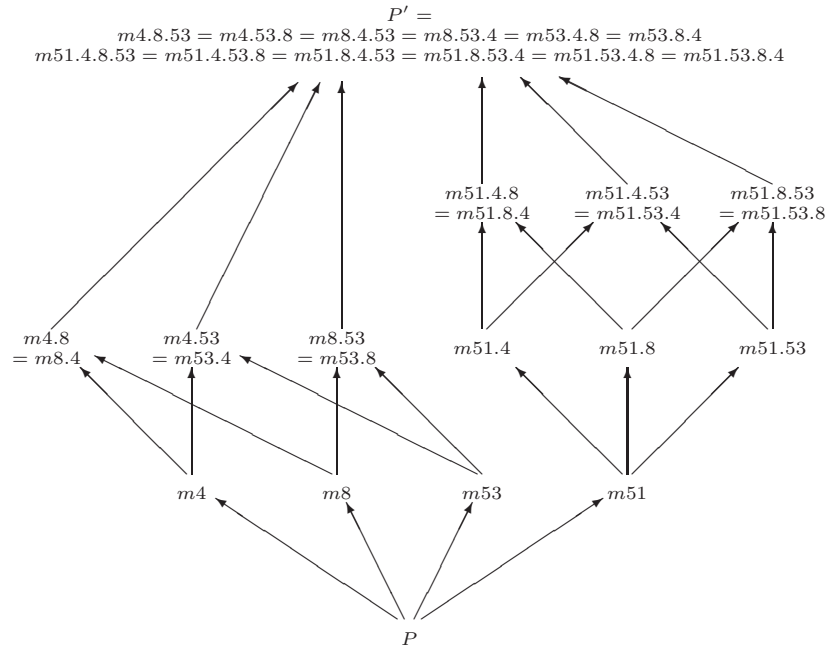 P′ =
m4.8.53 = m4.53.8 = m8.4.53 = m8.53.4 = m53.4.8 = m53.8.4
m51.4.8.53 = m51.4.53.8 = m51.8.4.53 = m51.8.53.4 = m51.53.4.8 = m51.53.8.4
m51.4.8
= m51.8.4
m51.4.53
= m51.53.4
m51.8.53
= m51.53.8
m4.8
= m8.4
m4.53
= m53.4
m8.53
= m53.8
m51.4
m51.8
m51.53
m4
m8
m53
m51
P